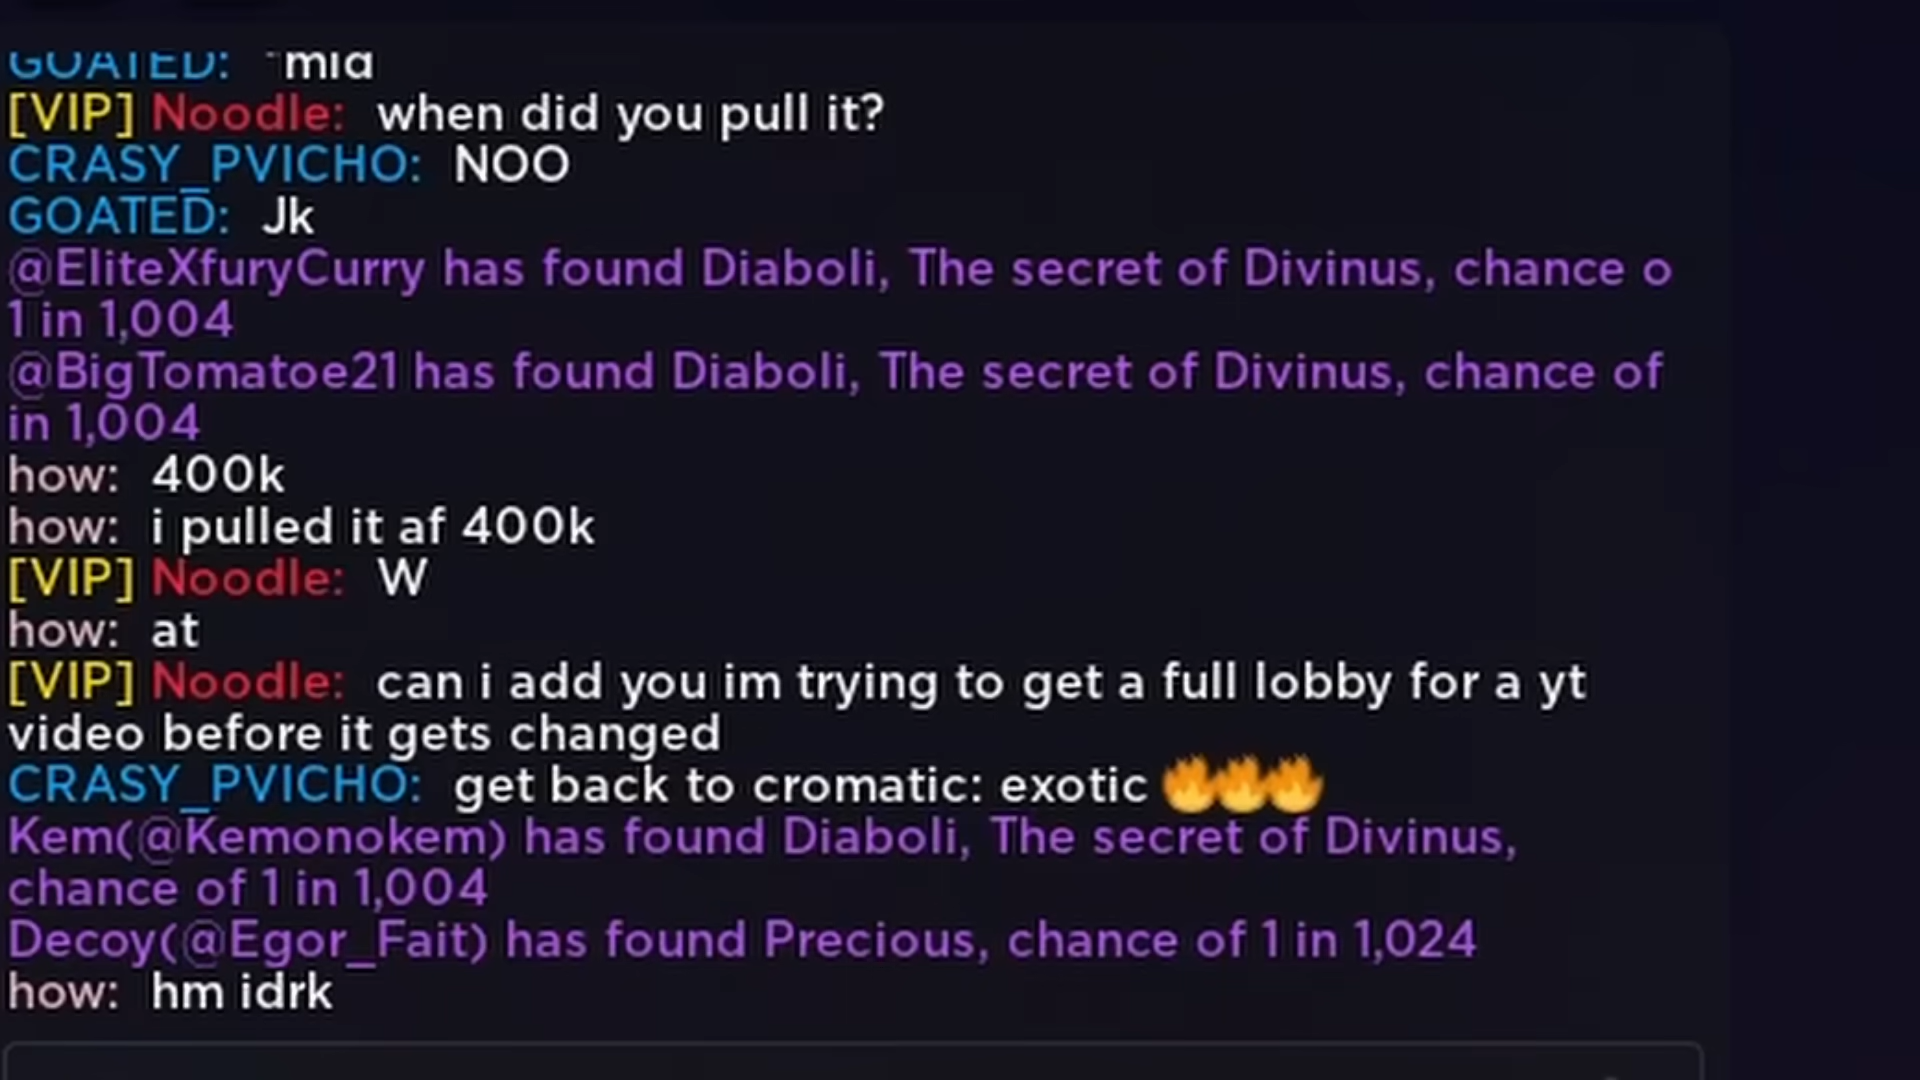 GOATED: mid
[VIP] Noodle: when did you pull it?
CRASY_PVICHO: NOO
GOATED: Jk
@EliteXfuryCurry has found Diaboli, The secret of Divinus, chance o
1 in 1,004
@BigTomatoe21 has found Diaboli, The secret of Divinus, chance of
in 1,004
how: 400k
how: i pulled it af 400k
[VIP] Noodle: W
how: at
[VIP] Noodle: can i add you im trying to get a full lobby for a yt
video before it gets changed
CRASY_PVICHO: get back to cromatic: exotic 🔥🔥🔥
Kem(@Kemonokem) has found Diaboli, The secret of Divinus,
chance of 1 in 1,004
Decoy(@Egor_Fait) has found Precious, chance of 1 in 1,024
how: hm idrk